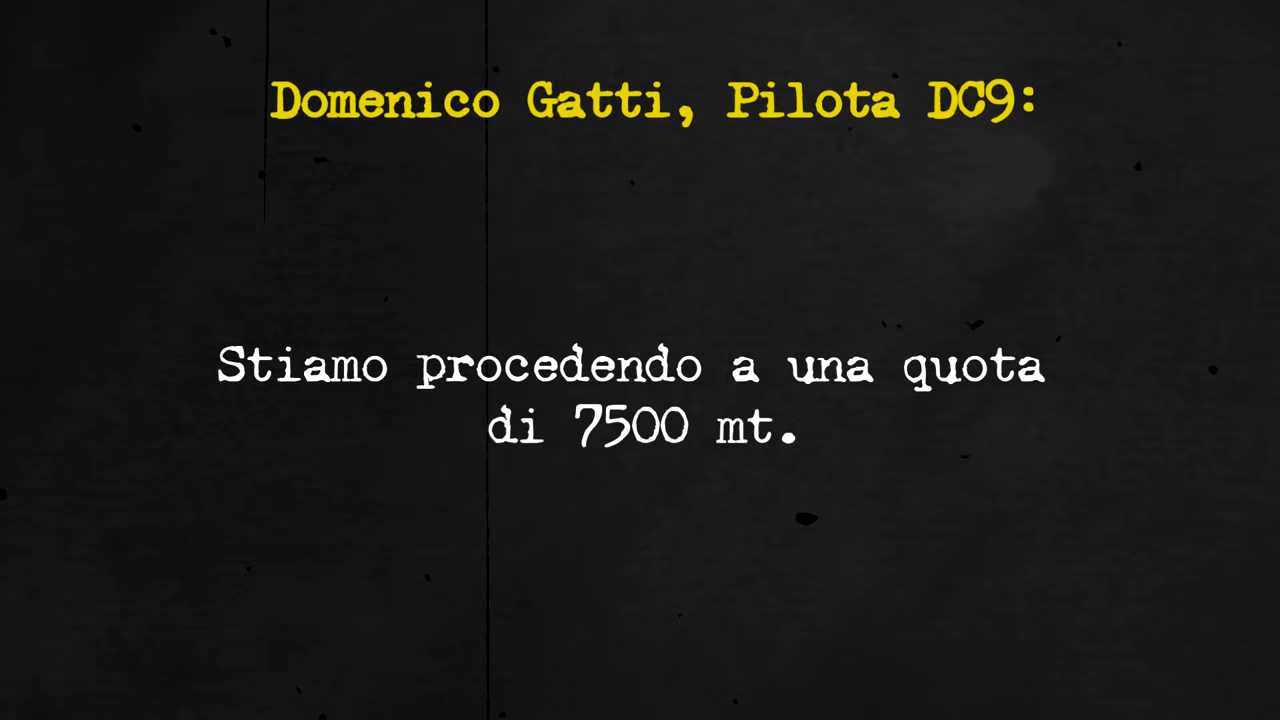 Domenico Gatti, Pilota DC9:
Stiamo procedendo a una quota
di 7500 mt.